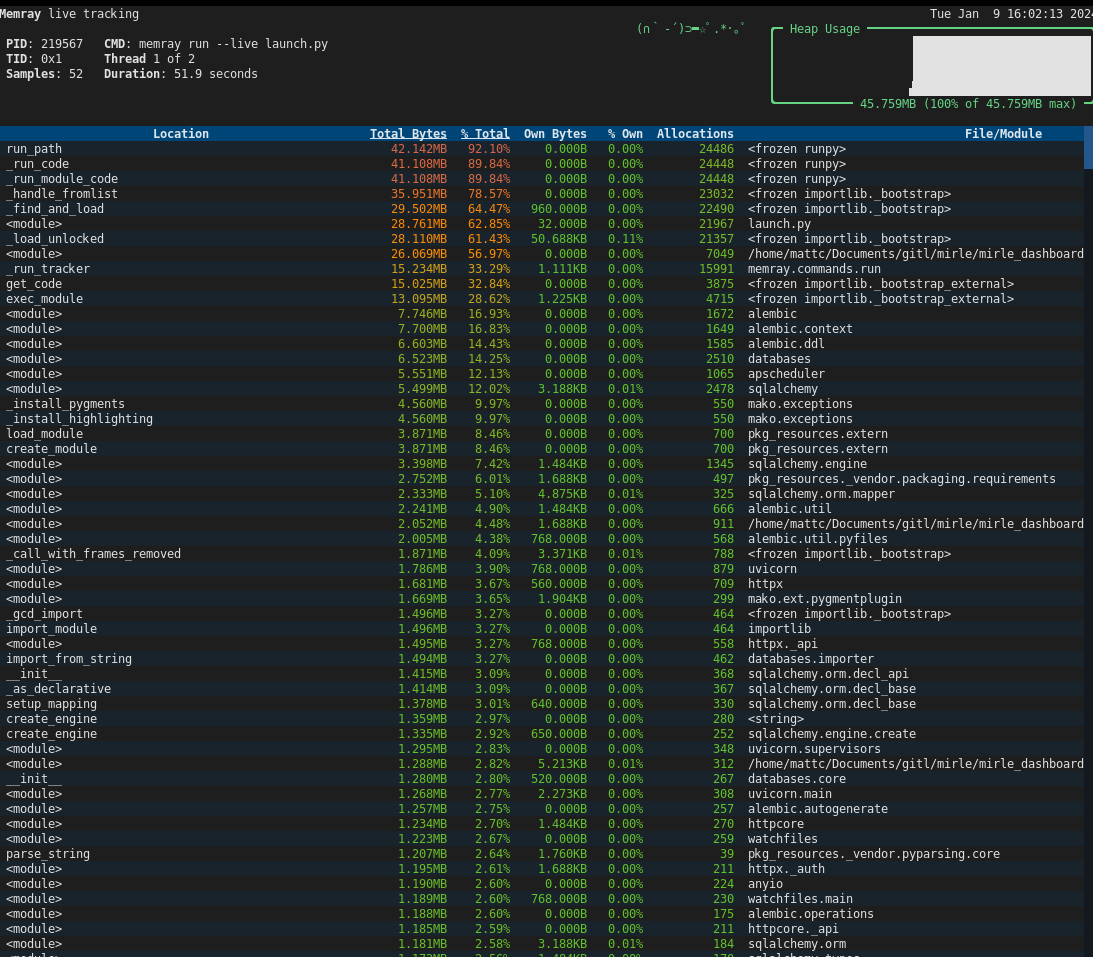 Memray live tracking Tue Jan  9 16:02:13 202
(∩`-´)⊃━☆ﾟ.*･｡ﾟ Heap Usage
PID: 219567 CMD: memray run --live launch.py
TID: 0x1 Thread 1 of 2
Samples: 52 Duration: 51.9 seconds
45.759MB (100% of 45.759MB max)
Location Total Bytes % Total Own Bytes % Own Allocations File/Module
run_path 42.142MB 92.10% 0.000B 0.00% 24486 <frozen runpy>
_run_code 41.108MB 89.84% 0.000B 0.00% 24448 <frozen runpy>
_run_module_code 41.108MB 89.84% 0.000B 0.00% 24448 <frozen runpy>
_handle_fromlist 35.951MB 78.57% 0.000B 0.00% 23032 <frozen importlib._bootstrap>
_find_and_load 29.502MB 64.47% 960.000B 0.00% 22490 <frozen importlib._bootstrap>
<module> 28.761MB 62.85% 32.000B 0.00% 21967 launch.py
_load_unlocked 28.110MB 61.43% 50.688KB 0.11% 21357 <frozen importlib._bootstrap>
<module> 26.069MB 56.97% 0.000B 0.00% 7049 /home/mattc/Documents/gitl/mirle/mirle_dashboard
_run_tracker 15.234MB 33.29% 1.111KB 0.00% 15991 memray.commands.run
get_code 15.025MB 32.84% 0.000B 0.00% 3875 <frozen importlib._bootstrap_external>
exec_module 13.095MB 28.62% 1.225KB 0.00% 4715 <frozen importlib._bootstrap_external>
<module> 7.746MB 16.93% 0.000B 0.00% 1672 alembic
<module> 7.700MB 16.83% 0.000B 0.00% 1649 alembic.context
<module> 6.603MB 14.43% 0.000B 0.00% 1585 alembic.ddl
<module> 6.523MB 14.25% 0.000B 0.00% 2510 databases
<module> 5.551MB 12.13% 0.000B 0.00% 1065 apscheduler
<module> 5.499MB 12.02% 3.188KB 0.01% 2478 sqlalchemy
_install_pygments 4.560MB 9.97% 0.000B 0.00% 550 mako.exceptions
_install_highlighting 4.560MB 9.97% 0.000B 0.00% 550 mako.exceptions
load_module 3.871MB 8.46% 0.000B 0.00% 700 pkg_resources.extern
create_module 3.871MB 8.46% 0.000B 0.00% 700 pkg_resources.extern
<module> 3.398MB 7.42% 1.484KB 0.00% 1345 sqlalchemy.engine
<module> 2.752MB 6.01% 1.688KB 0.00% 497 pkg_resources._vendor.packaging.requirements
<module> 2.333MB 5.10% 4.875KB 0.01% 325 sqlalchemy.orm.mapper
<module> 2.241MB 4.90% 1.484KB 0.00% 666 alembic.util
<module> 2.052MB 4.48% 1.688KB 0.00% 911 /home/mattc/Documents/gitl/mirle/mirle_dashboard
<module> 2.005MB 4.38% 768.000B 0.00% 568 alembic.util.pyfiles
_call_with_frames_removed 1.871MB 4.09% 3.371KB 0.01% 788 <frozen importlib._bootstrap>
<module> 1.786MB 3.90% 768.000B 0.00% 879 uvicorn
<module> 1.681MB 3.67% 560.000B 0.00% 709 httpx
<module> 1.669MB 3.65% 1.904KB 0.00% 299 mako.ext.pygmentplugin
_gcd_import 1.496MB 3.27% 0.000B 0.00% 464 <frozen importlib._bootstrap>
import_module 1.496MB 3.27% 0.000B 0.00% 464 importlib
<module> 1.495MB 3.27% 768.000B 0.00% 558 httpx._api
import_from_string 1.494MB 3.27% 0.000B 0.00% 462 databases.importer
__init__ 1.415MB 3.09% 0.000B 0.00% 368 sqlalchemy.orm.decl_api
_as_declarative 1.414MB 3.09% 0.000B 0.00% 367 sqlalchemy.orm.decl_base
setup_mapping 1.378MB 3.01% 640.000B 0.00% 330 sqlalchemy.orm.decl_base
create_engine 1.359MB 2.97% 0.000B 0.00% 280 <string>
create_engine 1.335MB 2.92% 650.000B 0.00% 252 sqlalchemy.engine.create
<module> 1.295MB 2.83% 0.000B 0.00% 348 uvicorn.supervisors
<module> 1.288MB 2.82% 5.213KB 0.01% 312 /home/mattc/Documents/gitl/mirle/mirle_dashboard
__init__ 1.280MB 2.80% 520.000B 0.00% 267 databases.core
<module> 1.268MB 2.77% 2.273KB 0.00% 308 uvicorn.main
<module> 1.257MB 2.75% 0.000B 0.00% 257 alembic.autogenerate
<module> 1.234MB 2.70% 1.484KB 0.00% 270 httpcore
<module> 1.223MB 2.67% 0.000B 0.00% 259 watchfiles
parse_string 1.207MB 2.64% 1.760KB 0.00% 39 pkg_resources._vendor.pyparsing.core
<module> 1.195MB 2.61% 1.688KB 0.00% 211 httpx._auth
<module> 1.190MB 2.60% 0.000B 0.00% 224 anyio
<module> 1.189MB 2.60% 768.000B 0.00% 230 watchfiles.main
<module> 1.188MB 2.60% 0.000B 0.00% 175 alembic.operations
<module> 1.185MB 2.59% 0.000B 0.00% 211 httpcore._api
<module> 1.181MB 2.58% 3.188KB 0.01% 184 sqlalchemy.orm